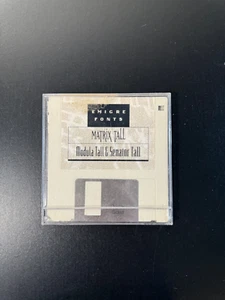 EMIGRE
FONTS
MATRIX TALL
Modula Tall & Senator Tall